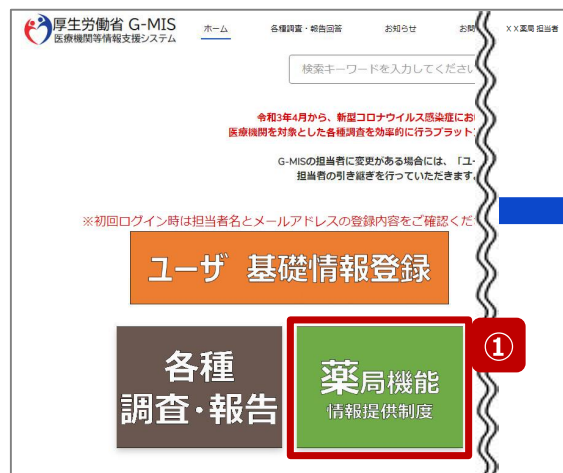 厚生労働省 G-MIS
医療機関等情報支援システム
ホーム 各種調査・報告回答 お知らせ お問 XX薬局 担当者
検索キーワードを入力してくださ
令和3年4月から、新型コロナウイルス感染症にお
医療機関を対象とした各種調査を効率的に行うプラット
G-MISの担当者に変更がある場合には、「ユー
担当者の引き継ぎを行っていただきます。
※初回ログイン時は担当者名とメールアドレスの登録内容をご確認くだ
ユーザ 基礎情報登録
各種
調査・報告
薬局機能
情報提供制度
①